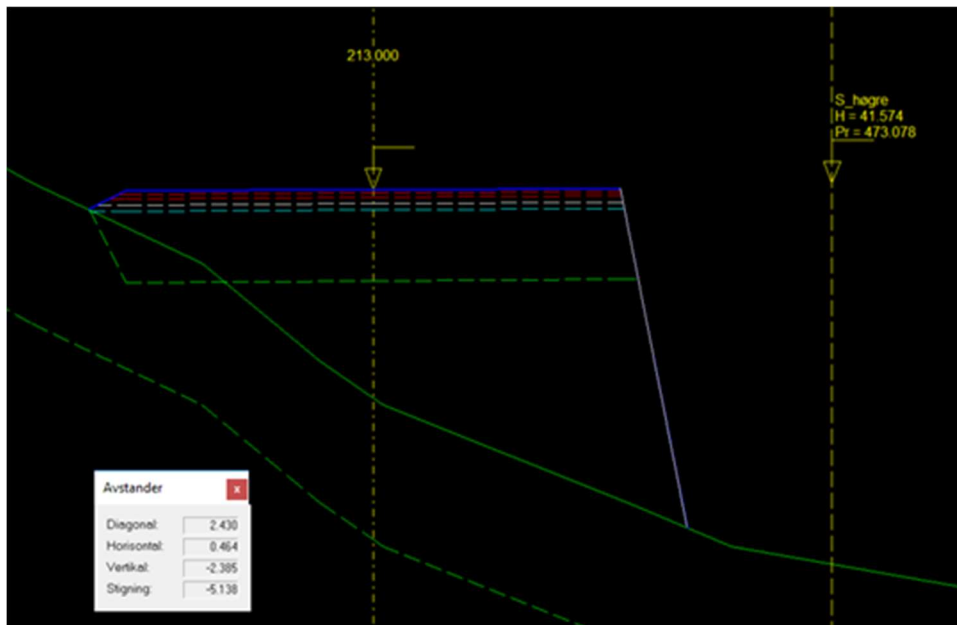 213.000
S_høgre
H = 41.574
Pr = 473.078
Avstander x
Diagonal: 2.430
Horisontal: 0.464
Vertikal: -2.385
Stigning: -5.138